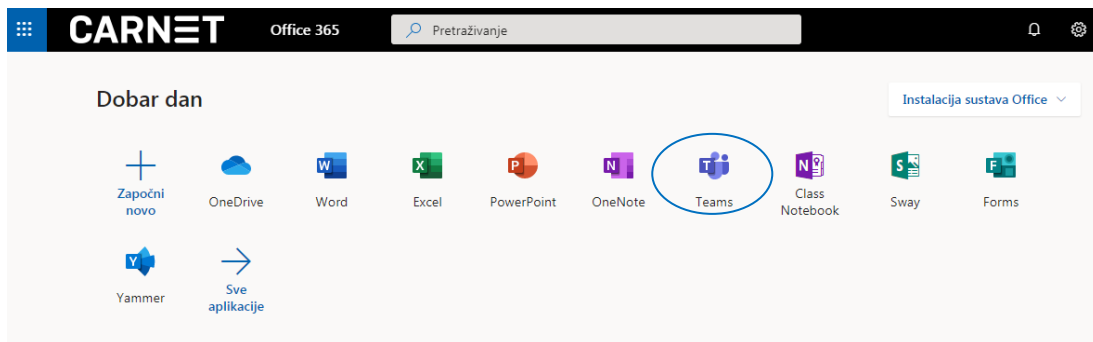 CARNET Office 365 Pretraživanje
Dobar dan
Instalacija sustava Office
Započni novo
OneDrive
Word
Excel
PowerPoint
OneNote
Teams
Class Notebook
Sway
Forms
Yammer
Sve aplikacije